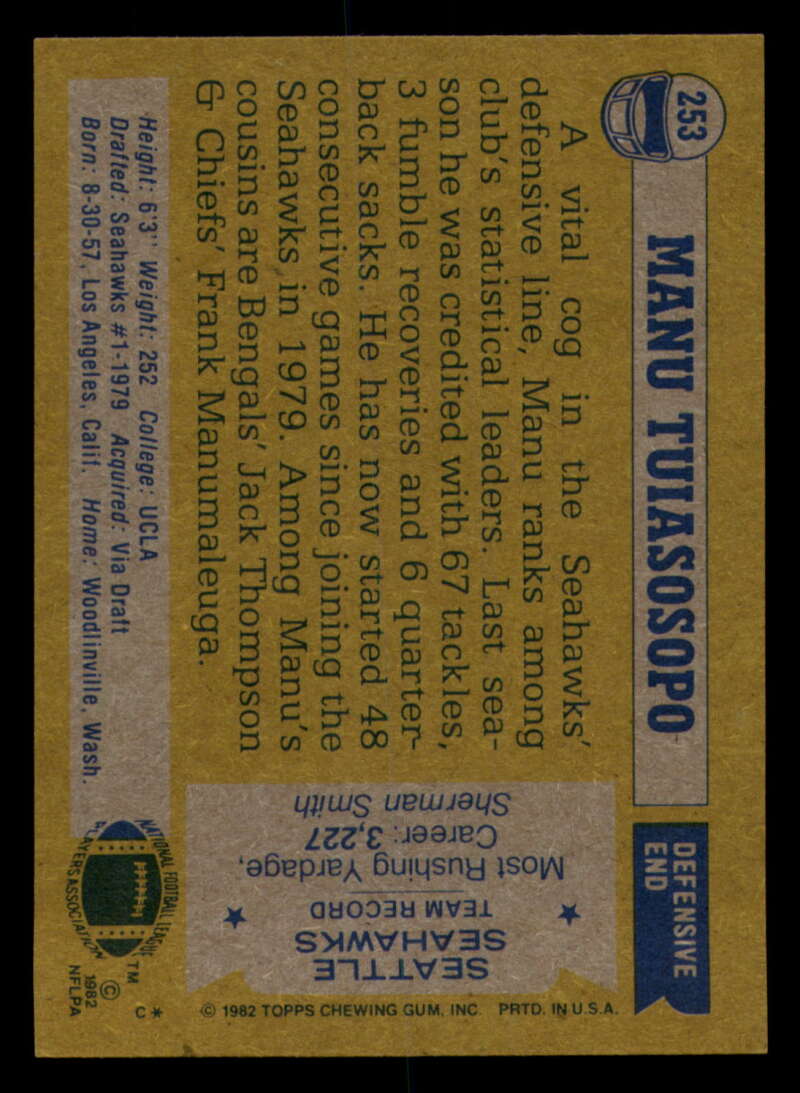 253
MANU TUIASOSOPO
DEFENSIVE
END
A vital cog in the Seahawks'
defensive line, Manu ranks among
club's statistical leaders. Last sea-
son he was credited with 67 tackles,
3 fumble recoveries and 6 quarter-
back sacks. He has now started 48
consecutive games since joining the
Seahawks in 1979. Among Manu's
cousins are Bengals' Jack Thompson
& Chiefs' Frank Manumaleuga.
Height: 6'3" Weight: 252 College: UCLA
Drafted: Seahawks #1-1979 Acquired: Via Draft
Born: 8-30-57, Los Angeles, Calif. Home: Woodlinville, Wash.
SEATTLE
SEAHAWKS
★ TEAM RECORD ★
Most Rushing Yardage,
Career: 3,227
Sherman Smith
NATIONAL FOOTBALL LEAGUE
PLAYERS ASSOCIATION
TM
©
1982
NFLPA
C*
© 1982 TOPPS CHEWING GUM, INC. PRTD. IN U.S.A.